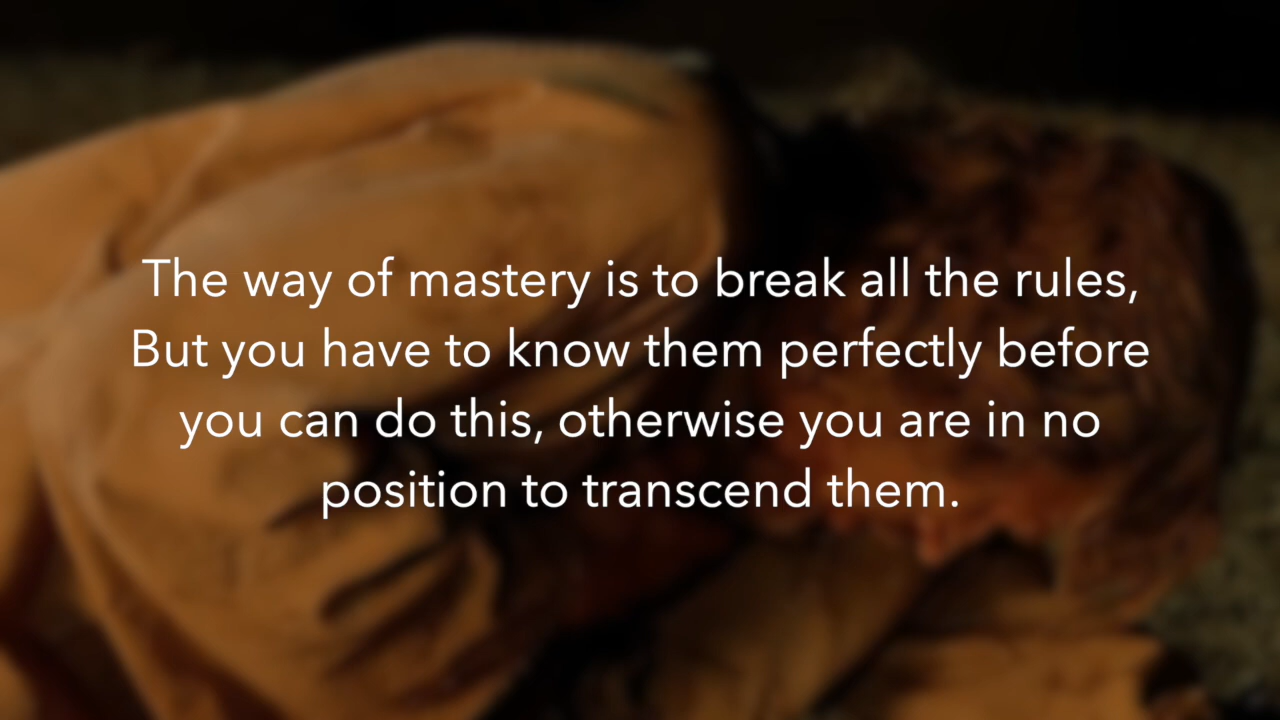 The way of mastery is to break all the rules,
But you have to know them perfectly before
you can do this, otherwise you are in no
position to transcend them.